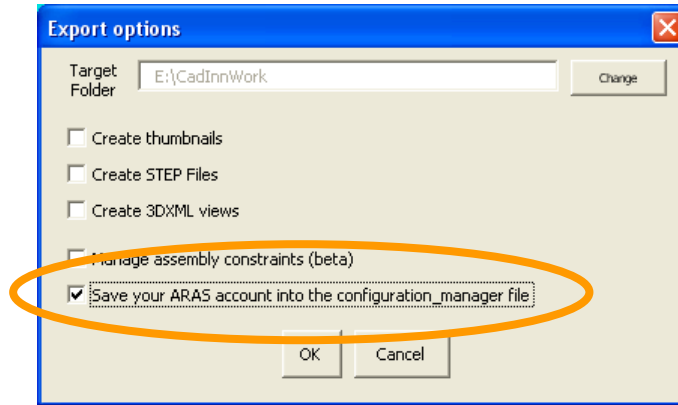 Export options
Target Folder
E:\CadInnWork
Change
Create thumbnails
Create STEP Files
Create 3DXML views
Manage assembly constraints (beta)
Save your ARAS account into the configuration_manager file
OK
Cancel